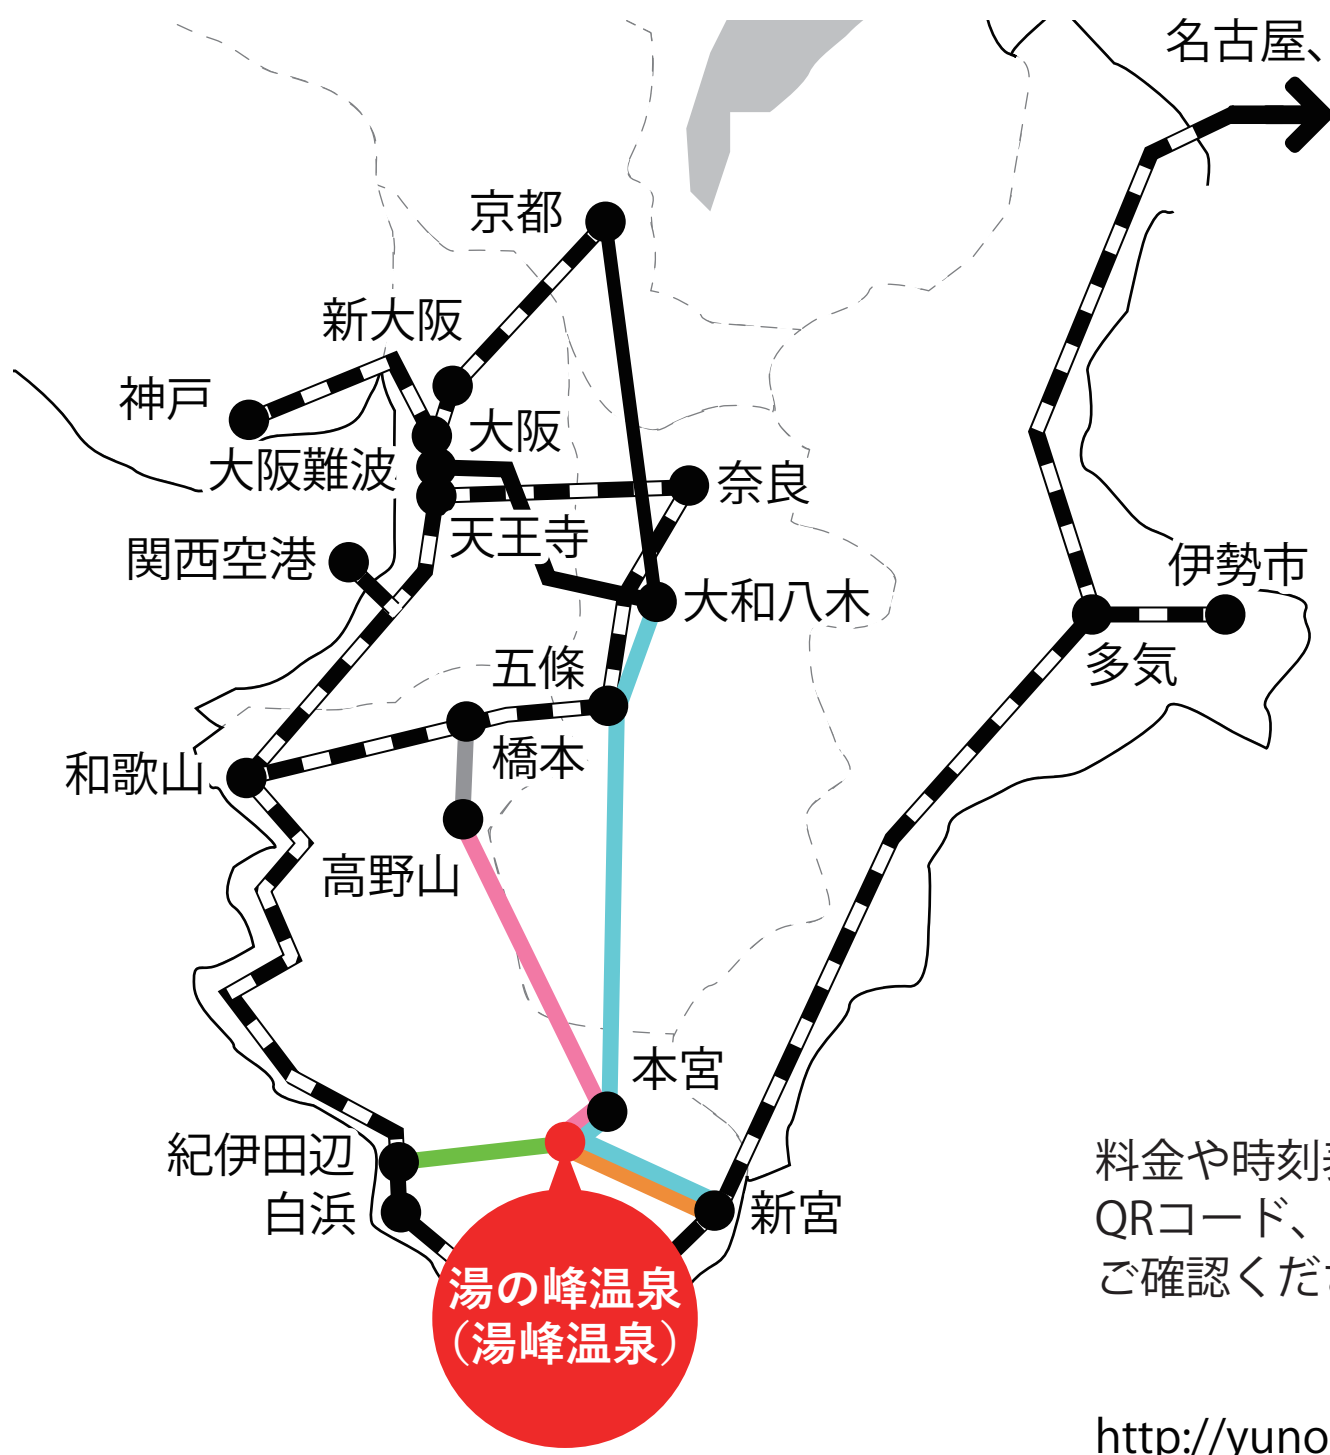 名古屋、
京都
新大阪
神戸
大阪
大阪難波
奈良
天王寺
関西空港
伊勢市
大和八木
五條
多気
橋本
和歌山
高野山
本宮
紀伊田辺
白浜
新宮
湯の峰温泉
（湯峰温泉）
料金や時刻表
QRコード、
ご確認くださ
http://yuno